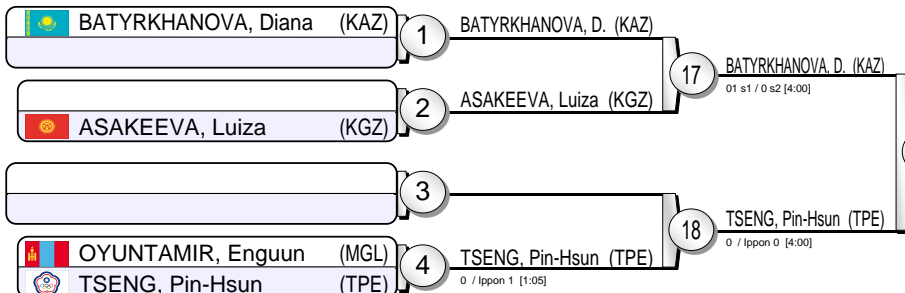 BATYRKHANOVA, Diana (KAZ)
1
BATYRKHANOVA, D. (KAZ)
17
BATYRKHANOVA, D. (KAZ)
01 s1 / 0 s2 [4:00]
2
ASAKEEVA, Luiza (KGZ)
ASAKEEVA, Luiza (KGZ)
3
18
TSENG, Pin-Hsun (TPE)
0 / Ippon 0 [4:00]
OYUNTAMIR, Enguun (MGL)
4
TSENG, Pin-Hsun (TPE)
0 / Ippon 1 [1:05]
TSENG, Pin-Hsun (TPE)